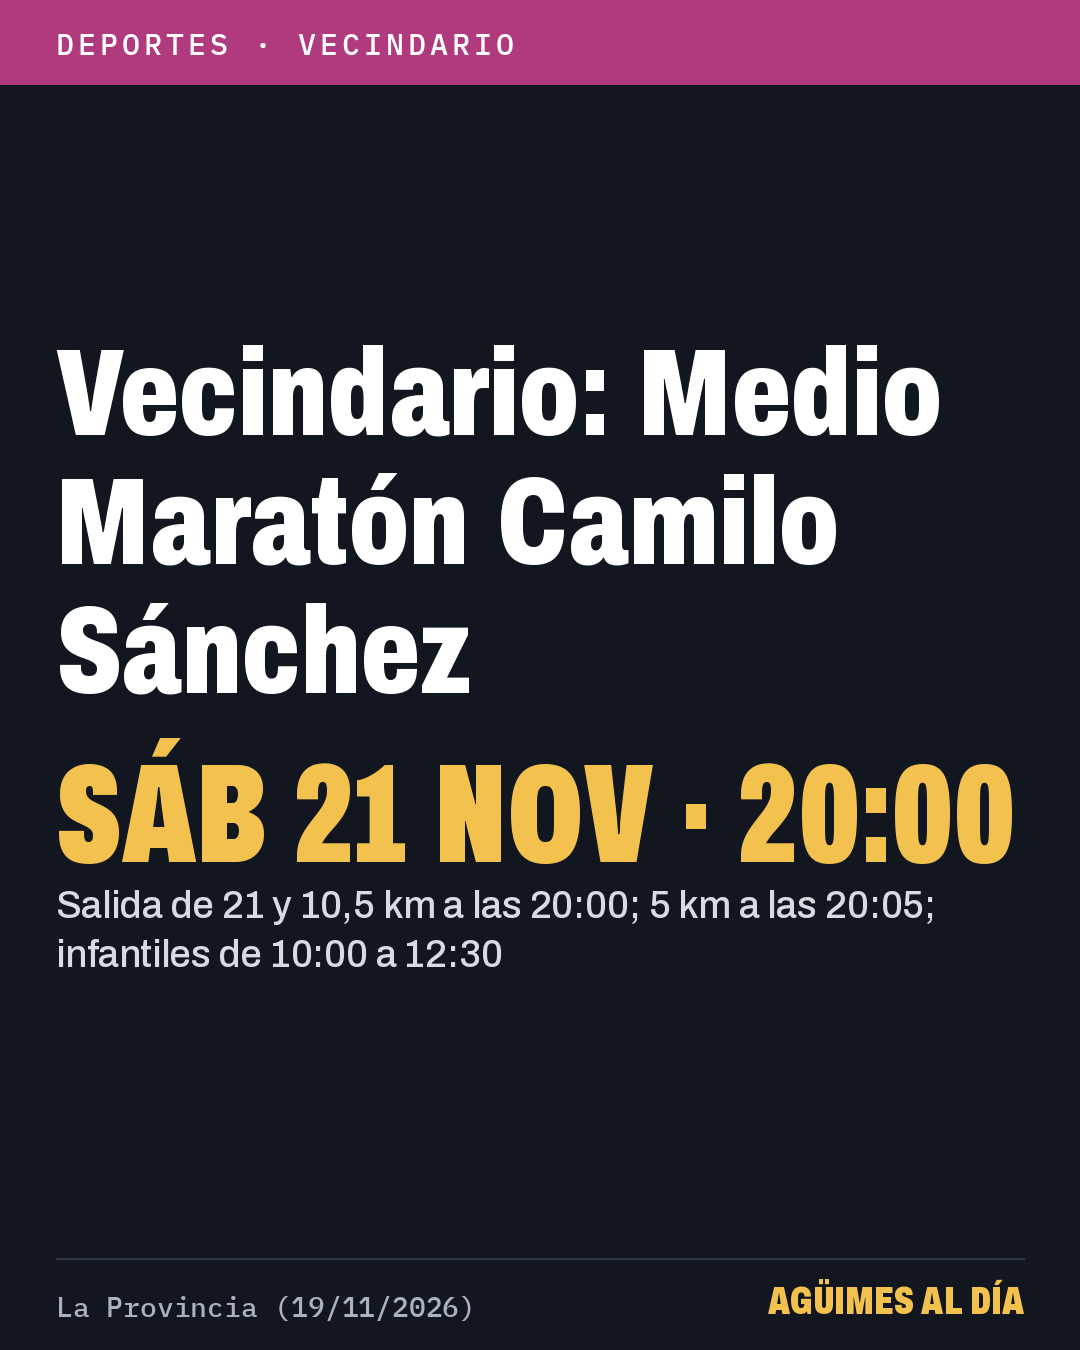 DEPORTES · VECINDARIO
Vecindario: Medio
Maratón Camilo
Sánchez
SÁB 21 NOV · 20:00
Salida de 21 y 10,5 km a las 20:00; 5 km a las 20:05;
infantiles de 10:00 a 12:30
La Provincia (19/11/2026)
AGÜIMES AL DÍA